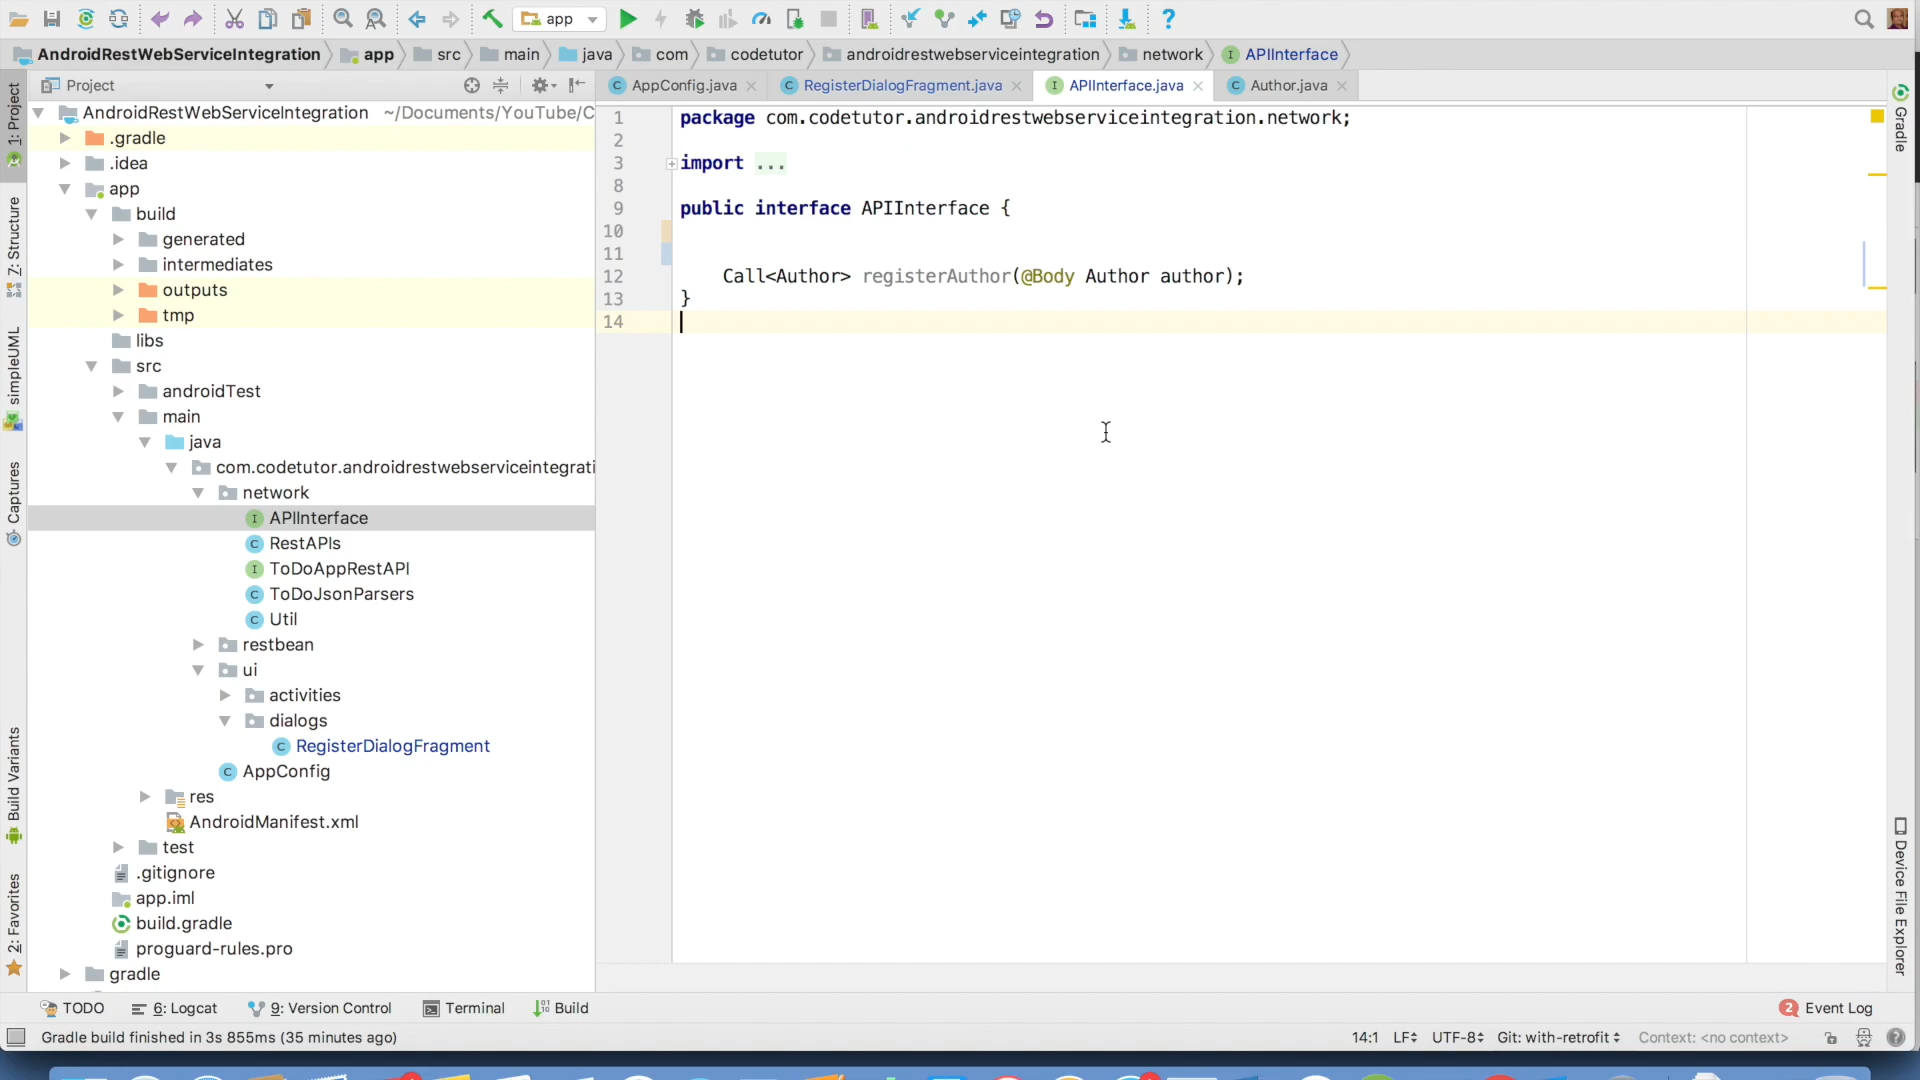 app
AndroidRestWebServiceIntegration app src main java com codetutor androidrestwebserviceintegration network APIInterface
Project
AppConfig.java RegisterDialogFragment.java APIInterface.java Author.java
AndroidRestWebServiceIntegration ~/Documents/YouTube/C
.gradle
.idea
app
build
generated
intermediates
outputs
tmp
libs
src
androidTest
main
java
com.codetutor.androidrestwebserviceintegrati
network
APIInterface
RestAPIs
ToDoAppRestAPI
ToDoJsonParsers
Util
restbean
ui
activities
dialogs
RegisterDialogFragment
AppConfig
res
AndroidManifest.xml
test
.gitignore
app.iml
build.gradle
proguard-rules.pro
gradle
1: Project
7: Structure
simpleUML
Captures
Build Variants
2: Favorites
1 package com.codetutor.androidrestwebserviceintegration.network;
2
3 import ...
8
9 public interface APIInterface {
10
11
12 Call<Author> registerAuthor(@Body Author author);
13 }
14
Gradle
Device File Explorer
TODO 6: Logcat 9: Version Control Terminal Build 2 Event Log
Gradle build finished in 3s 855ms (35 minutes ago) 14:1 LF UTF-8 Git: with-retrofit Context: <no context>